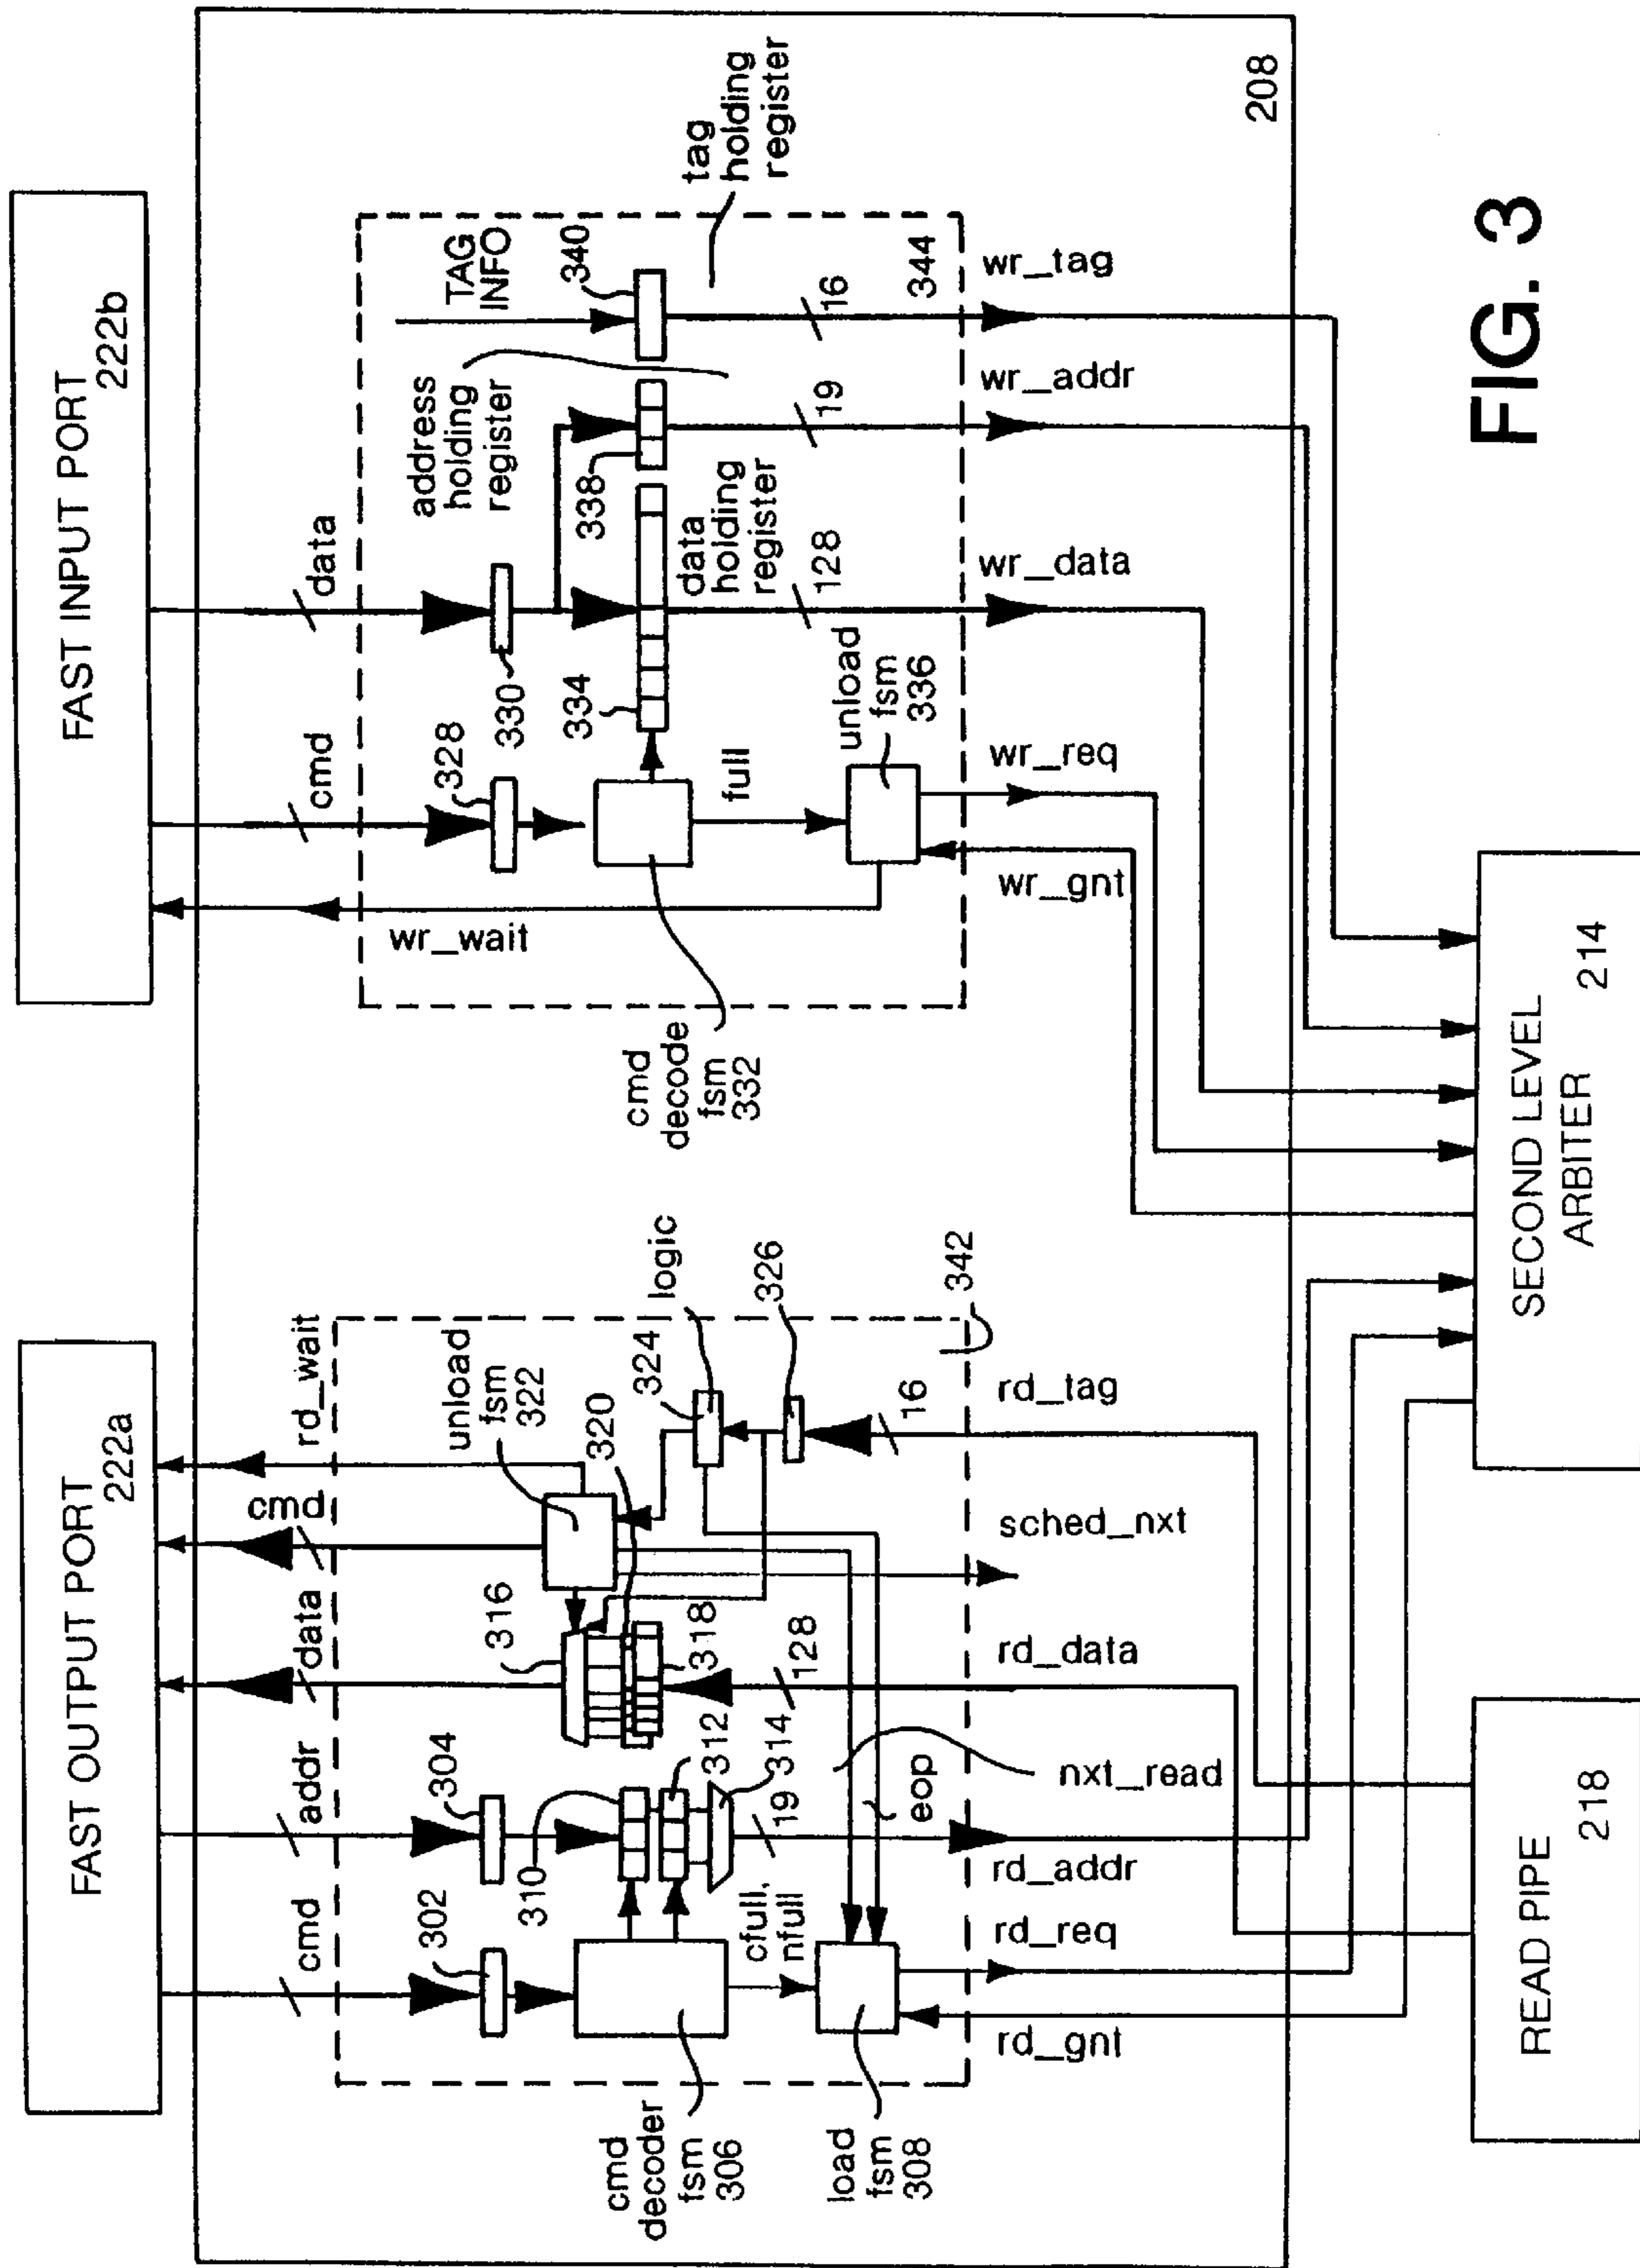 FAST OUTPUT PORT
222a
FAST INPUT PORT
222b
cmd
addr
data
cmd
rd_wait
cmd
data
302
304
316
unload
fsm
322
320
324
logic
326
310
312
314
318
19
128
16
cfull,
nfull
eop
nxt_read
342
cmd
decoder
fsm
306
load
fsm
308
rd_gnt
rd_req
rd_addr
rd_data
sched_nxt
rd_tag
wr_wait
328
330
334
address
holding
register
338
TAG
INFO
340
tag
holding
register
full
data
holding
register
unload
fsm
336
128
19
16
344
cmd
decode
fsm
332
wr_gnt
wr_req
wr_data
wr_addr
wr_tag
208
READ PIPE
218
SECOND LEVEL
ARBITER
214
FIG. 3